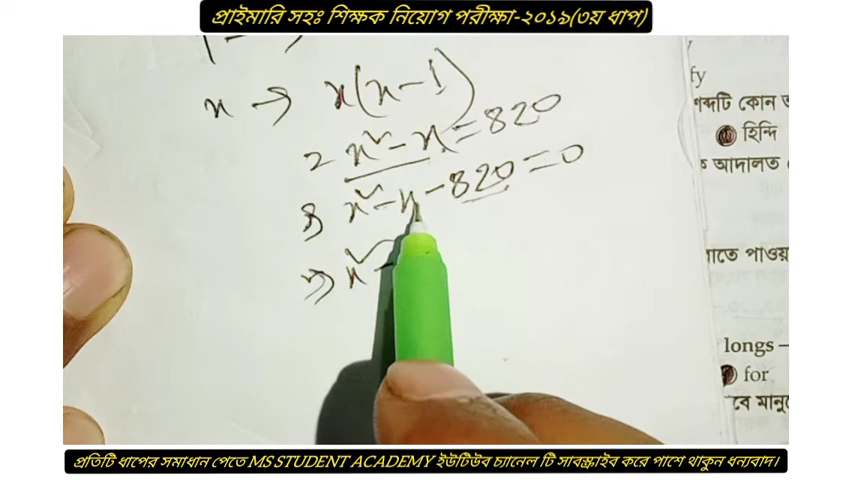 প্রাইমারি সহঃ শিক্ষক নিয়োগ পরীক্ষা-২০১৯(৩য় ধাপ)
x → x(x-1)
= x² - x = 820
⇒ x² - x - 820 = 0
⇒ x² -
fy
শব্দটি কোন
হিন্দি
আদালত
longs –
for
প্রতিটি ধাপের সমাধান পেতে MS STUDENT ACADEMY ইউটিউব চ্যানেল টি সাবস্ক্রাইব করে পাশে থাকুন ধন্যবাদ।